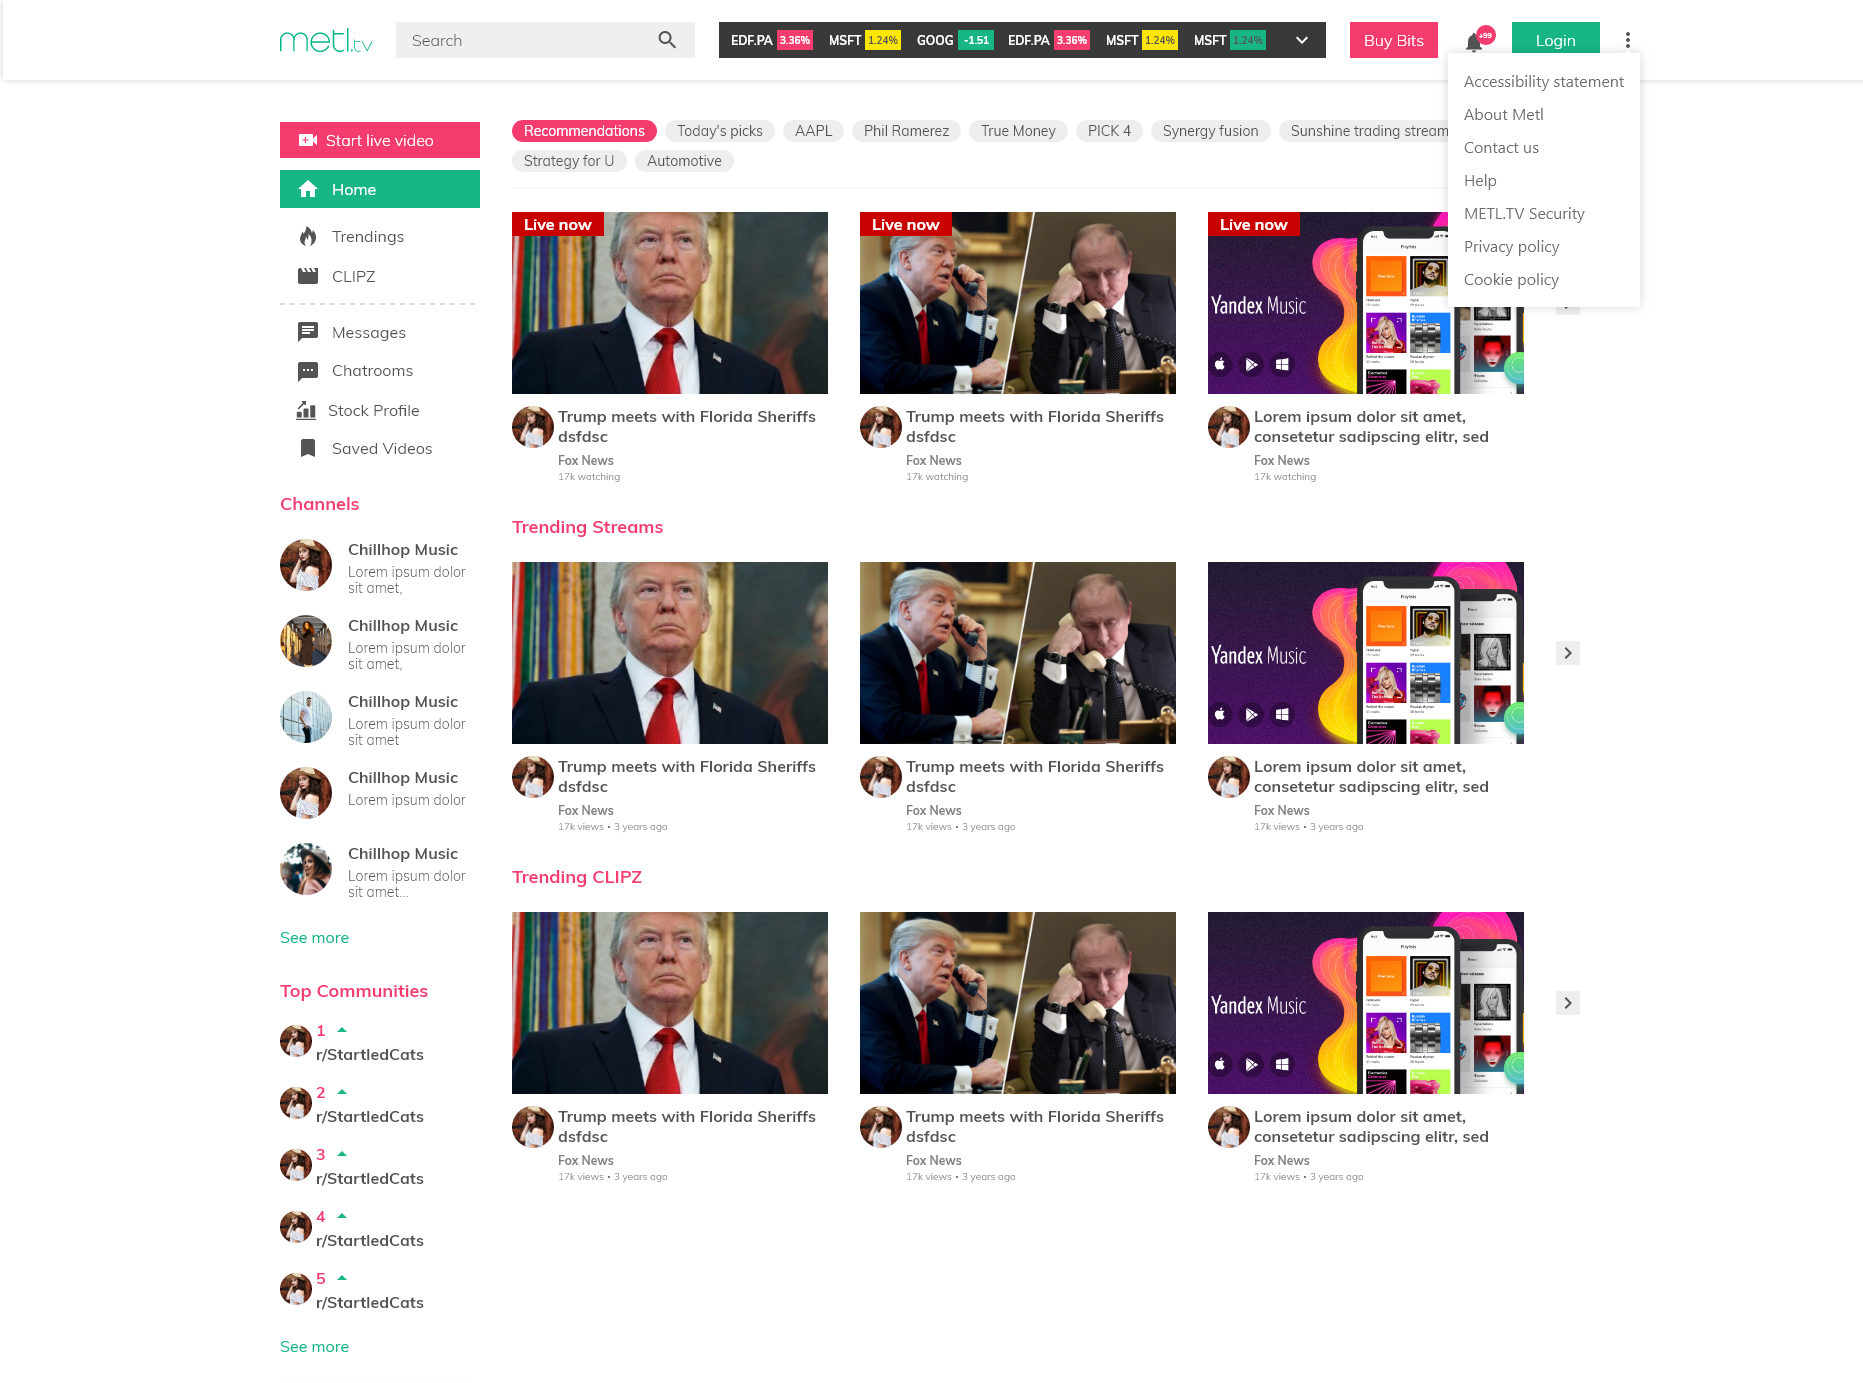 metl.tv
Search
EDF.PA 3.36% MSFT 1.24% GOOG -1.51 EDF.PA 3.36% MSFT 1.24% MSFT 1.24%
Buy Bits
+99
Login
Accessibility statement
About Metl
Contact us
Help
METL.TV Security
Privacy policy
Cookie policy
Start live video
Home
Trendings
CLIPZ
Messages
Chatrooms
Stock Profile
Saved Videos
Channels
Chillhop Music
Lorem ipsum dolor
sit amet,
Chillhop Music
Lorem ipsum dolor
sit amet,
Chillhop Music
Lorem ipsum dolor
sit amet
Chillhop Music
Lorem ipsum dolor
Chillhop Music
Lorem ipsum dolor
sit amet...
See more
Top Communities
1
r/StartledCats
2
r/StartledCats
3
r/StartledCats
4
r/StartledCats
5
r/StartledCats
See more
Recommendations Today's picks AAPL Phil Ramerez True Money PICK 4 Synergy fusion Sunshine trading stream
Strategy for U Automotive
Live now
Trump meets with Florida Sheriffs
dsfdsc
Fox News
17k watching
Live now
Trump meets with Florida Sheriffs
dsfdsc
Fox News
17k watching
Live now
Playlists
Yandex Music
Lorem ipsum dolor sit amet,
consetetur sadipscing elitr, sed
Fox News
17k watching
Trending Streams
Trump meets with Florida Sheriffs
dsfdsc
Fox News
17k views • 3 years ago
Trump meets with Florida Sheriffs
dsfdsc
Fox News
17k views • 3 years ago
Playlists
Yandex Music
Lorem ipsum dolor sit amet,
consetetur sadipscing elitr, sed
Fox News
17k views • 3 years ago
Trending CLIPZ
Trump meets with Florida Sheriffs
dsfdsc
Fox News
17k views • 3 years ago
Trump meets with Florida Sheriffs
dsfdsc
Fox News
17k views • 3 years ago
Playlists
Yandex Music
Lorem ipsum dolor sit amet,
consetetur sadipscing elitr, sed
Fox News
17k views • 3 years ago